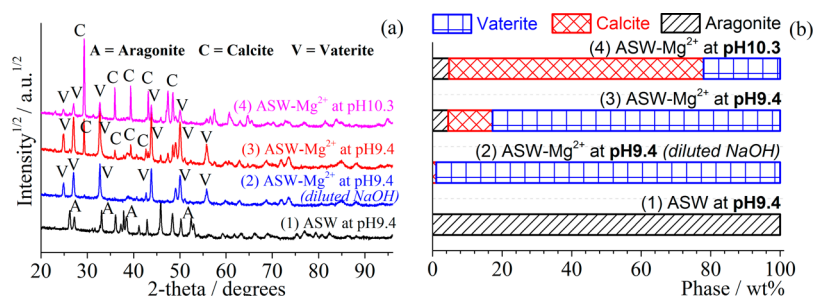 (a)
A = Aragonite C = Calcite V = Vaterite
C
V V V C C C C V
(4) ASW-Mg2+ at pH10.3
V V C V C C C V V V
(3) ASW-Mg2+ at pH9.4
V V V V V V V
(2) ASW-Mg2+ at pH9.4
(diluted NaOH)
A A A A
(1) ASW at pH9.4
Intensity1/2 / a.u.1/2
20 30 40 50 60 70 80 90
2-theta / degrees
Vaterite Calcite Aragonite (b)
(4) ASW-Mg2+ at pH10.3
(3) ASW-Mg2+ at pH9.4
(2) ASW-Mg2+ at pH9.4 (diluted NaOH)
(1) ASW at pH9.4
0 20 40 60 80 100
Phase / wt%